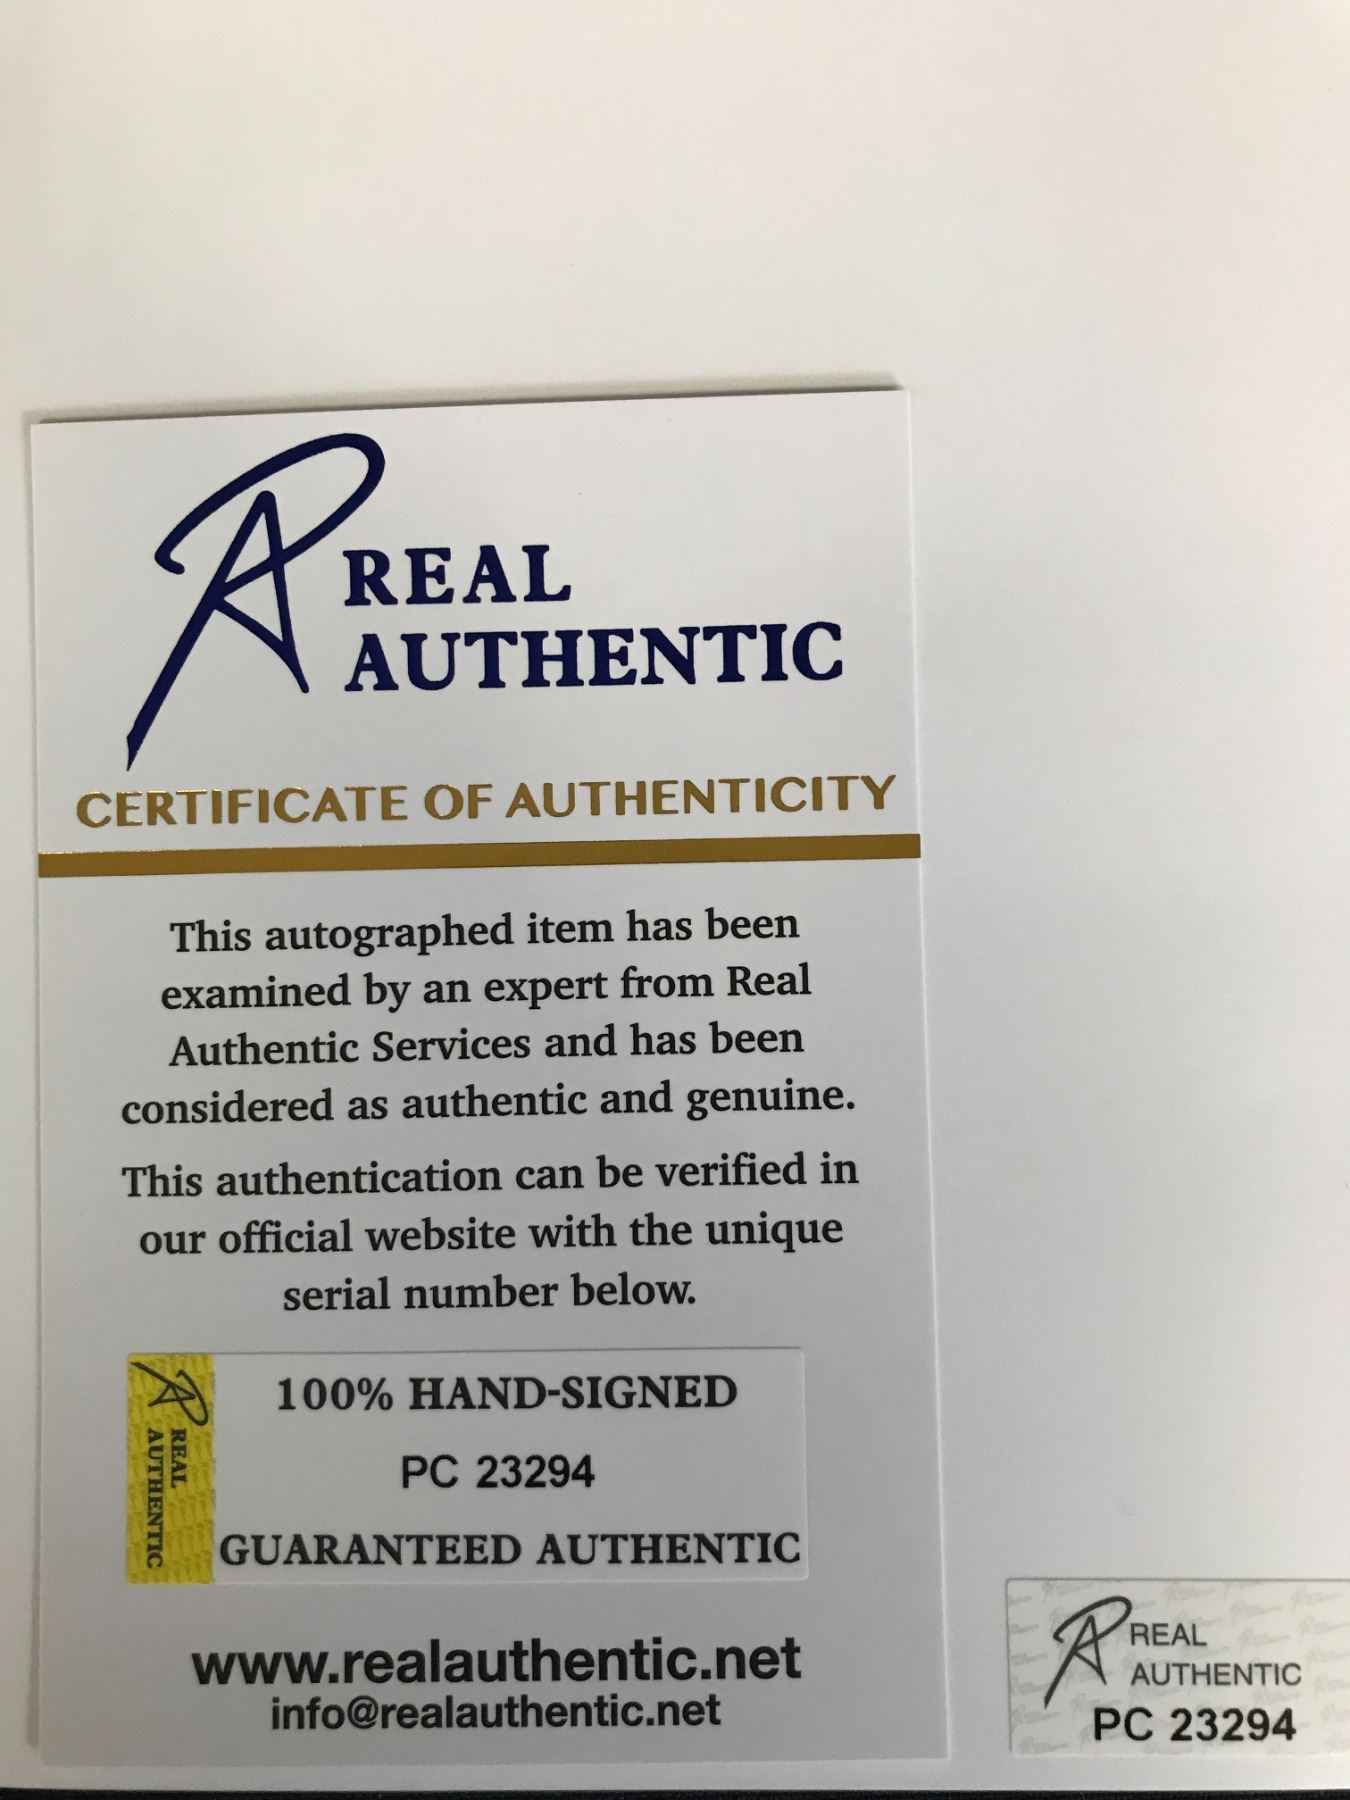 REAL
AUTHENTIC
CERTIFICATE OF AUTHENTICITY
This autographed item has been
examined by an expert from Real
Authentic Services and has been
considered as authentic and genuine.
This authentication can be verified in
our official website with the unique
serial number below.
REAL
AUTHENTIC
100% HAND-SIGNED
PC 23294
GUARANTEED AUTHENTIC
www.realauthentic.net
info@realauthentic.net
REAL
AUTHENTIC
PC 23294